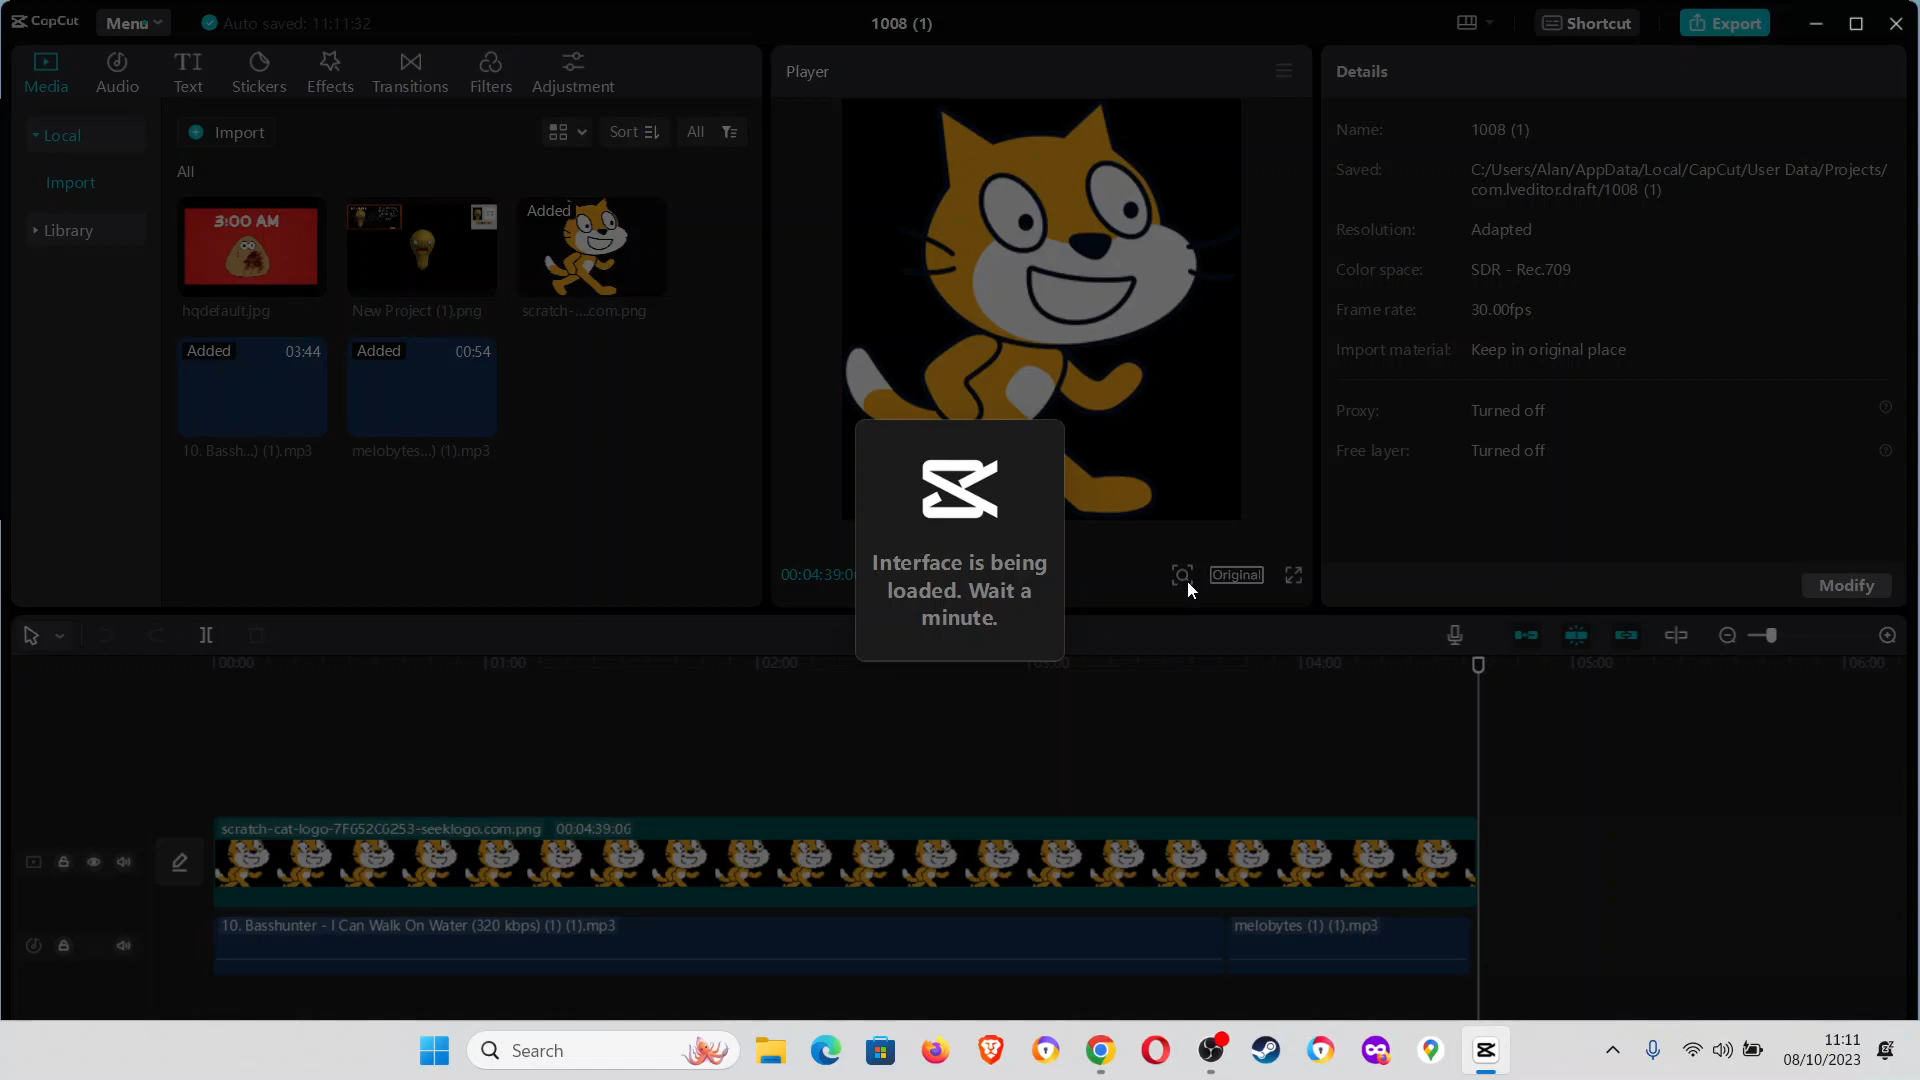 CapCut
Menu
Auto saved: 11:11:32
1008 (1)
Shortcut
Export
Media
Audio
TI
Text
Stickers
Effects
Transitions
Filters
Adjustment
Player
Details
Local
Import
Library
Import
Sort
All
All
3:00 AM
hqdefault.jpg
New Project (1).png
Added
scratch-....com.png
Added
03:44
10. Bassh...) (1).mp3
Added
00:54
melobytes...) (1).mp3
Interface is being
loaded. Wait a
minute.
00:04:39:0
Original
Name:
1008 (1)
Saved:
C:/Users/Alan/AppData/Local/CapCut/User Data/Projects/
com.lveditor.draft/1008 (1)
Resolution:
Adapted
Color space:
SDR - Rec.709
Frame rate:
30.00fps
Import material:
Keep in original place
Proxy:
Turned off
Free layer:
Turned off
Modify
00:00
01:00
02:00
03:00
04:00
05:00
06:00
scratch-cat-logo-7F652C6253-seeklogo.com.png 00:04:39:06
10. Basshunter - I Can Walk On Water (320 kbps) (1) (1).mp3
melobytes (1) (1).mp3
Search
11:11
08/10/2023